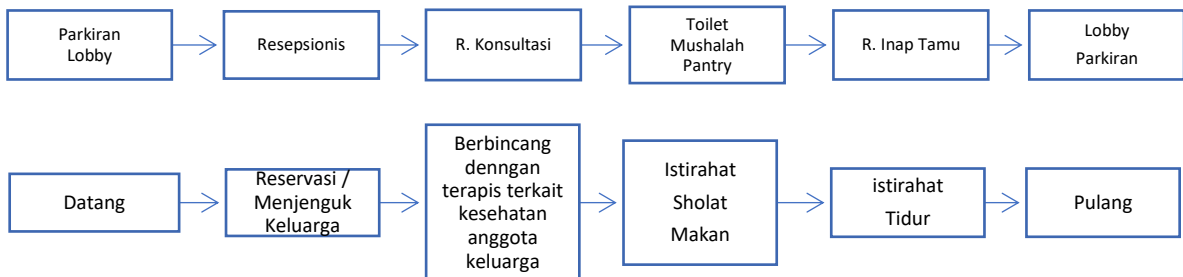 Parkiran
Lobby
Resepsionis
R. Konsultasi
Toilet
Mushalah
Pantry
R. Inap Tamu
Lobby
Parkiran
Datang
Reservasi /
Menjenguk
Keluarga
Berbincang
denngan
terapis terkait
kesehatan
anggota
keluarga
Istirahat
Sholat
Makan
istirahat
Tidur
Pulang